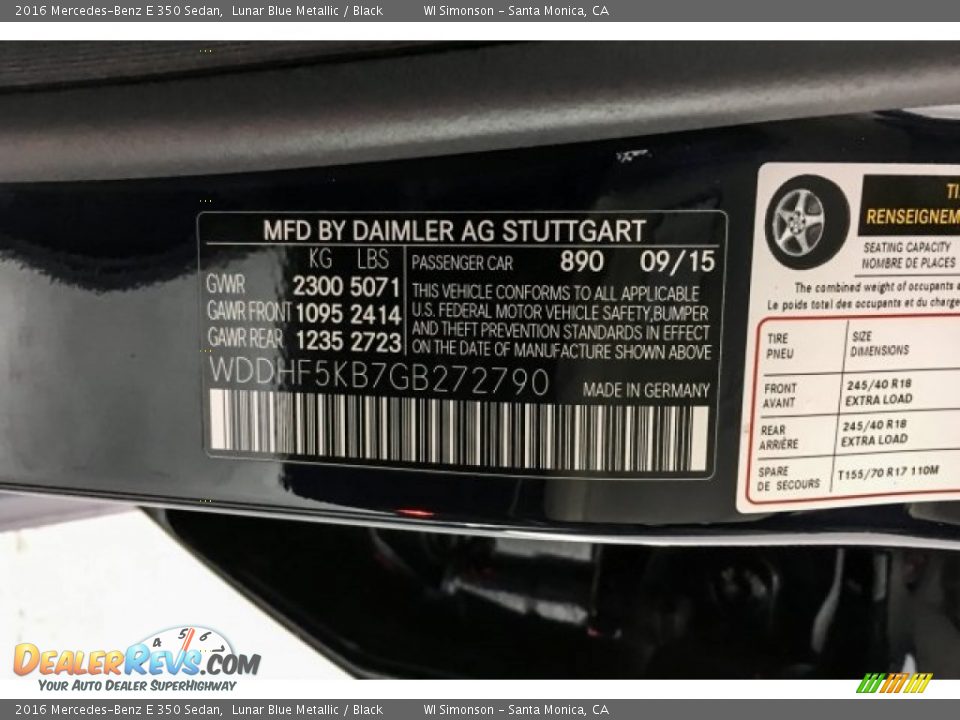 2016 Mercedes-Benz E 350 Sedan, Lunar Blue Metallic / Black WI Simonson - Santa Monica, CA
MFD BY DAIMLER AG STUTTGART
KG LBS
GVWR 2300 5071
GAWR FRONT 1095 2414
GAWR REAR 1235 2723
PASSENGER CAR 890 09/15
THIS VEHICLE CONFORMS TO ALL APPLICABLE
U.S. FEDERAL MOTOR VEHICLE SAFETY,BUMPER
AND THEFT PREVENTION STANDARDS IN EFFECT
ON THE DATE OF MANUFACTURE SHOWN ABOVE
WDDHF5KB7GB272790 MADE IN GERMANY
SEATING CAPACITY
NOMBRE DE PLACES
The combined weight of occupants
Le poids total des occupants et du
TIRE SIZE
PNEU DIMENSIONS
FRONT 245/40 R18
AVANT EXTRA LOAD
REAR 245/40 R18
ARRIÈRE EXTRA LOAD
SPARE T155/70 R17 110M
DE SECOURS
4 5 6
DEALERREVS.COM
YOUR AUTO DEALER SUPERHIGHWAY
2016 Mercedes-Benz E 350 Sedan, Lunar Blue Metallic / Black WI Simonson - Santa Monica, CA